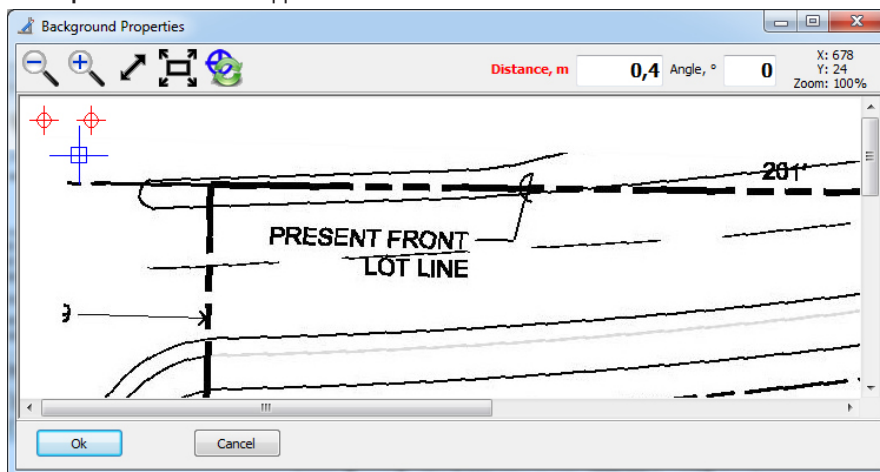 Background Properties
Distance, m 0,4 Angle, ° 0
X: 678
Y: 24
Zoom: 100%
201'
PRESENT FRONT
LOT LINE
Ok Cancel